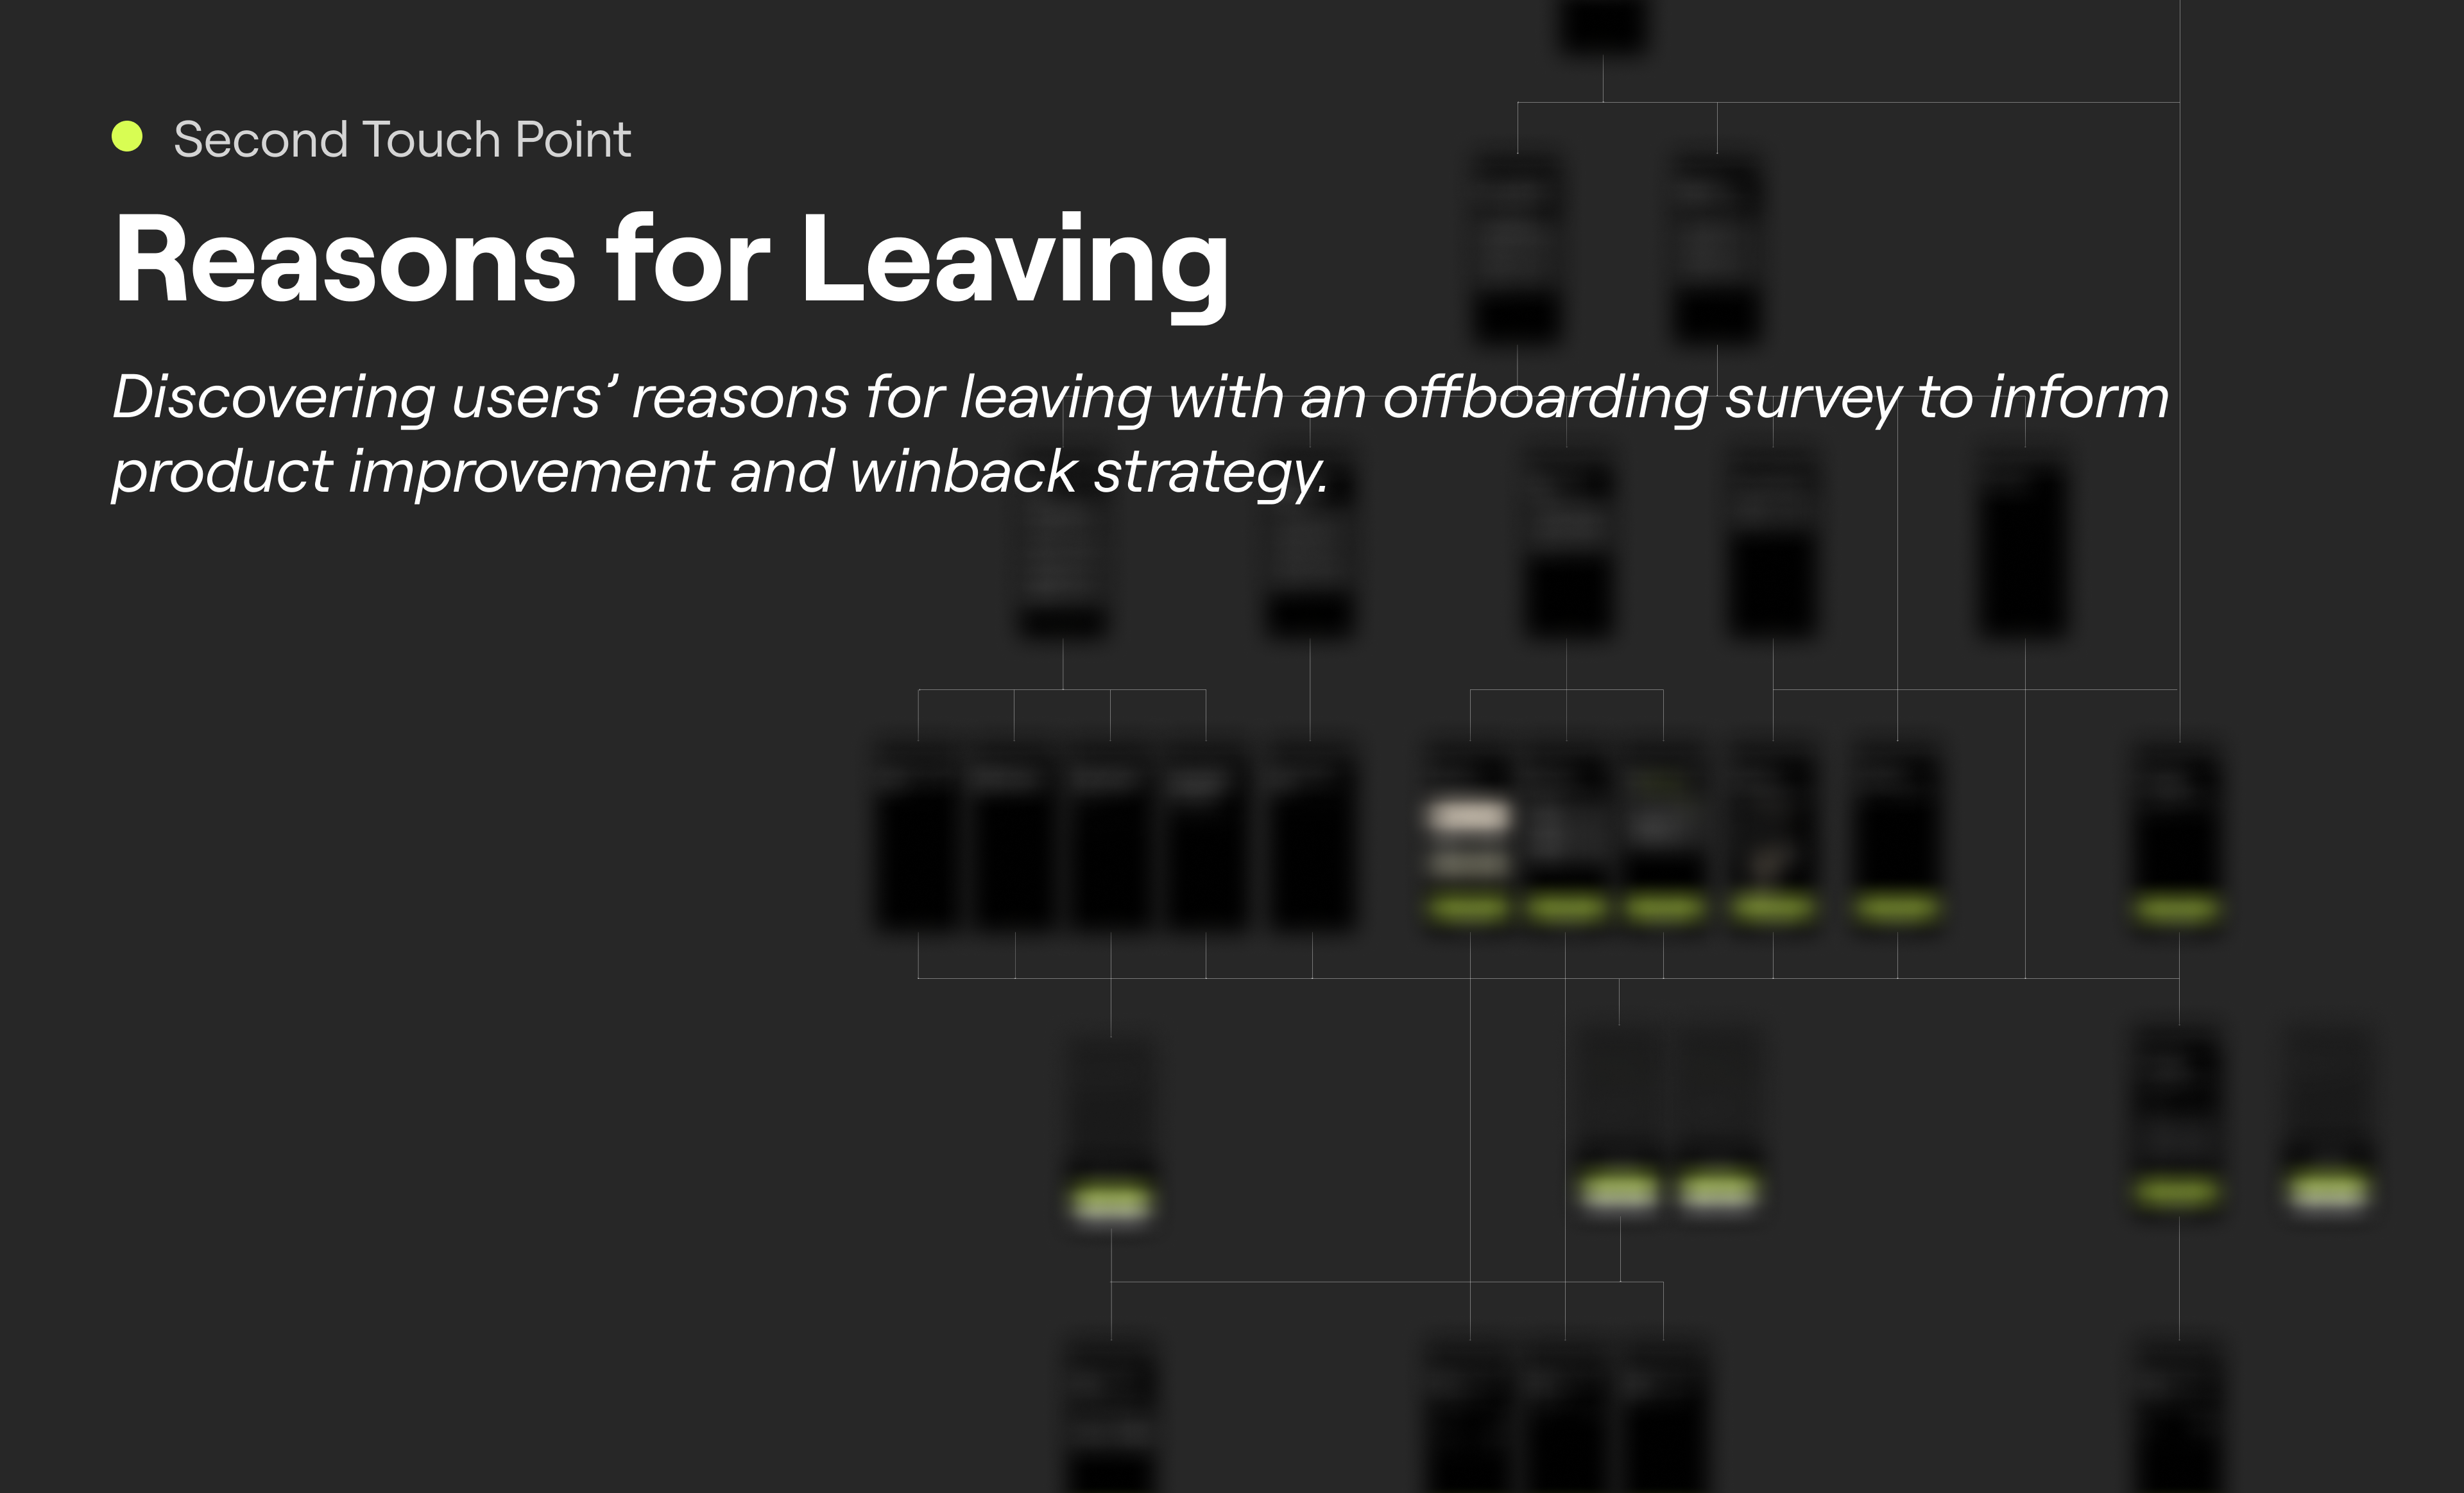 Second Touch Point
Reasons for Leaving
Discovering users’ reasons for leaving with an offboarding survey to inform
product improvement and winback strategy.